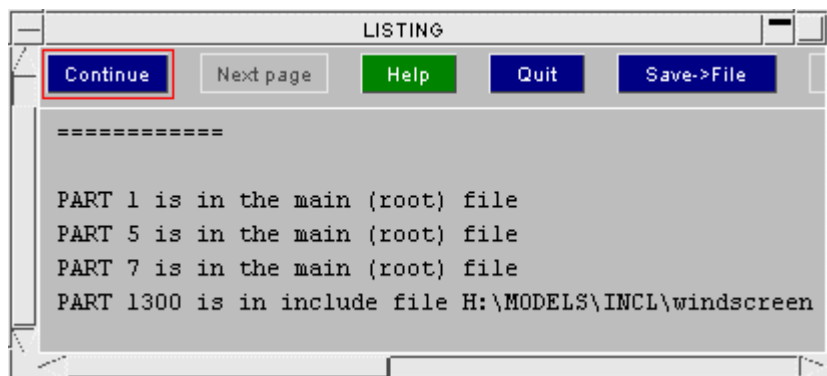 LISTING
Continue Next page Help Quit Save->File
============
PART 1 is in the main (root) file
PART 5 is in the main (root) file
PART 7 is in the main (root) file
PART 1300 is in include file H:\MODELS\INCL\windscreen